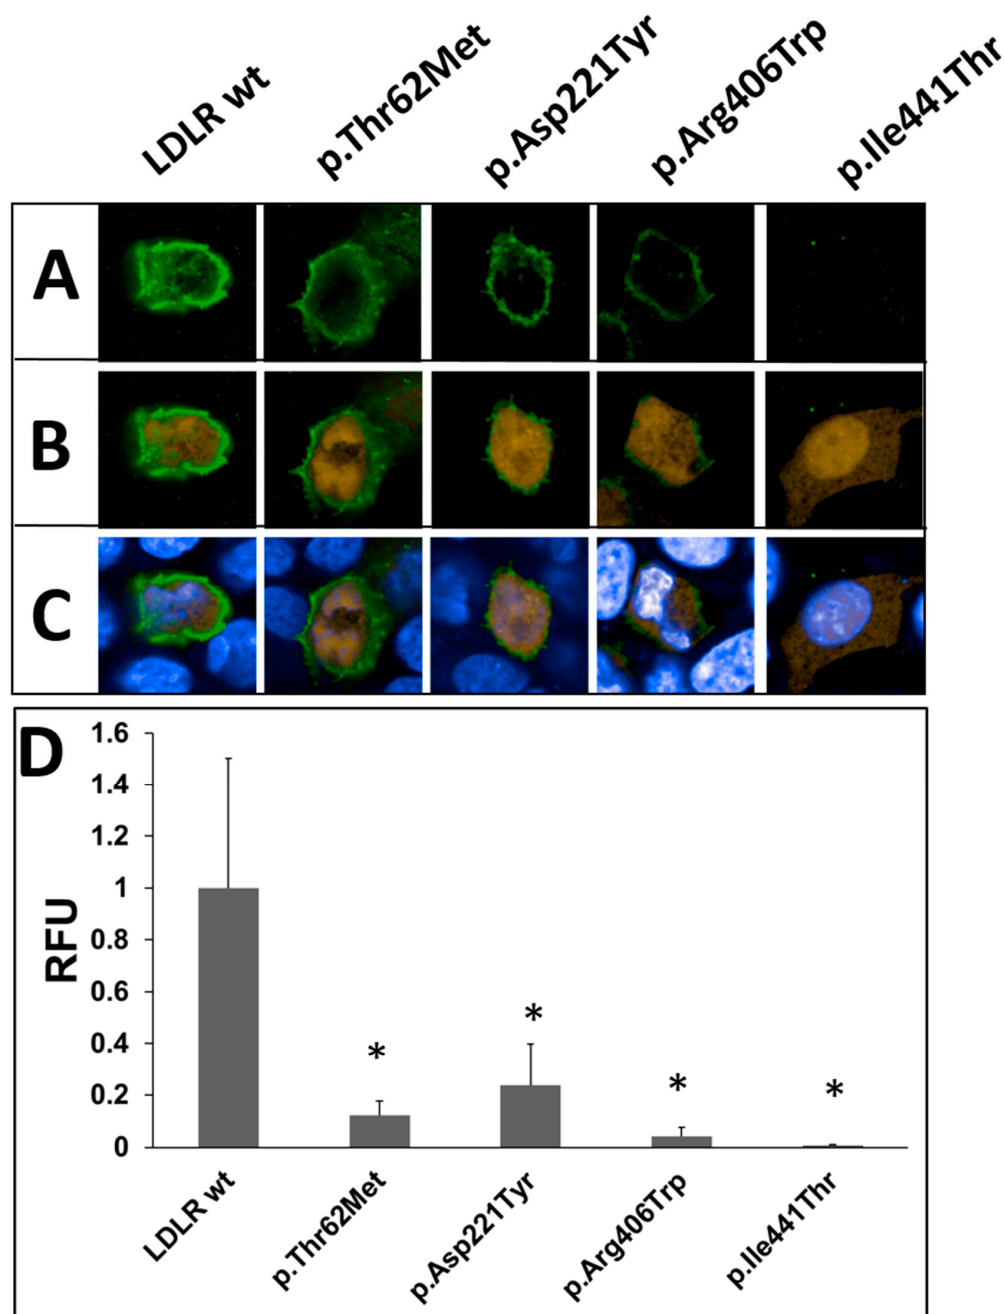 LDLR wt
p.Thr62Met
p.Asp221Tyr
p.Arg406Trp
p.Ile441Thr
A
B
C
D
1.6
1.4
1.2
1
0.8
0.6
0.4
0.2
0
RFU
*
*
*
*
LDLR wt
p.Thr62Met
p.Asp221Tyr
p.Arg406Trp
p.Ile441Thr